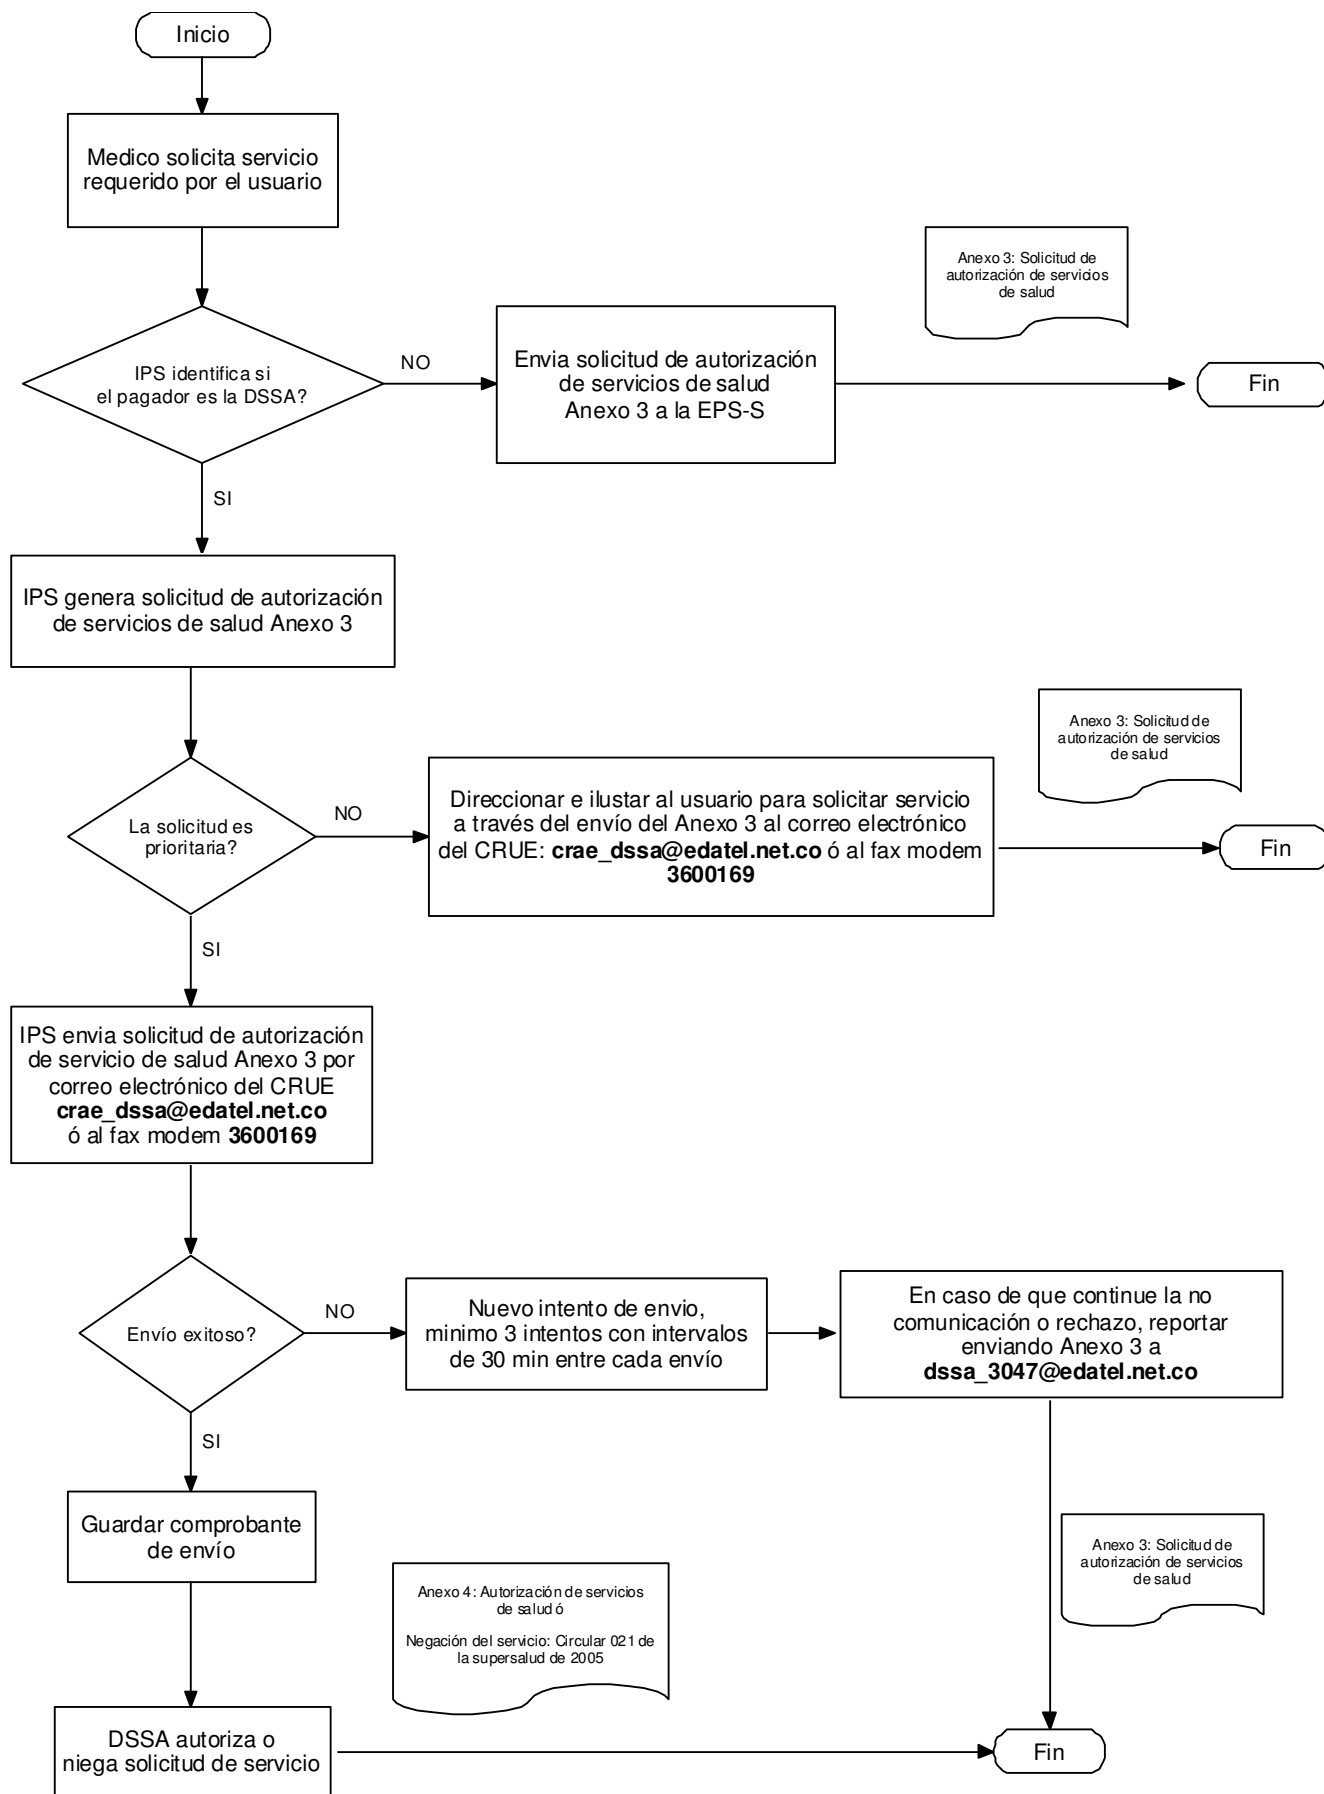 Inicio
Medico solicita servicio
requerido por el usuario
Anexo 3: Solicitud de
autorización de servicios
de salud
IPS identifica si
el pagador es la DSSA?
NO
Envia solicitud de autorización
de servicios de salud
Anexo 3 a la EPS-S
Fin
SI
IPS genera solicitud de autorización
de servicios de salud Anexo 3
Anexo 3: Solicitud de
autorización de servicios
de salud
La solicitud es
prioritaria?
NO
Direccionar e ilustar al usuario para solicitar servicio
a través del envío del Anexo 3 al correo electrónico
del CRUE: crae_dssa@edatel.net.co ó al fax modem
3600169
Fin
SI
IPS envia solicitud de autorización
de servicio de salud Anexo 3 por
correo electrónico del CRUE
crae_dssa@edatel.net.co
ó al fax modem 3600169
Envío exitoso?
NO
Nuevo intento de envio,
minimo 3 intentos con intervalos
de 30 min entre cada envío
En caso de que continue la no
comunicación o rechazo, reportar
enviando Anexo 3 a
dssa_3047@edatel.net.co
SI
Guardar comprobante
de envío
Anexo 3: Solicitud de
autorización de servicios
de salud
Anexo 4: Autorización de servicios
de salud ó
Negación del servicio: Circular 021 de
la supersalud de 2005
DSSA autoriza o
niega solicitud de servicio
Fin